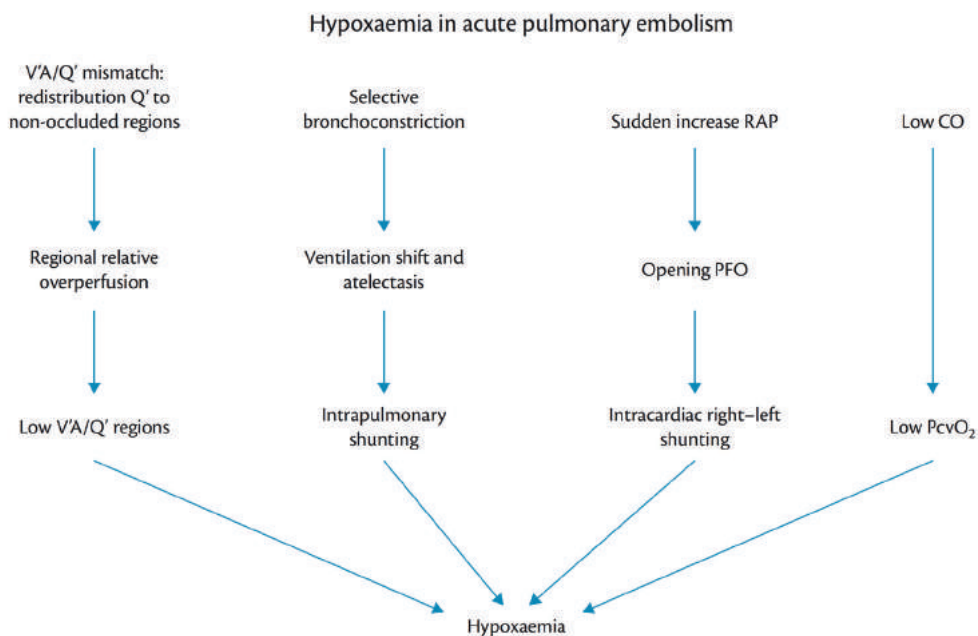 Hypoxaemia in acute pulmonary embolism
V'A/Q' mismatch:
redistribution Q' to
non-occluded regions
Selective
bronchoconstriction
Sudden increase RAP
Low CO
Regional relative
overperfusion
Ventilation shift and
atelectasis
Opening PFO
Low V'A/Q' regions
Intrapulmonary
shunting
Intracardiac right–left
shunting
Low PcvO₂
Hypoxaemia